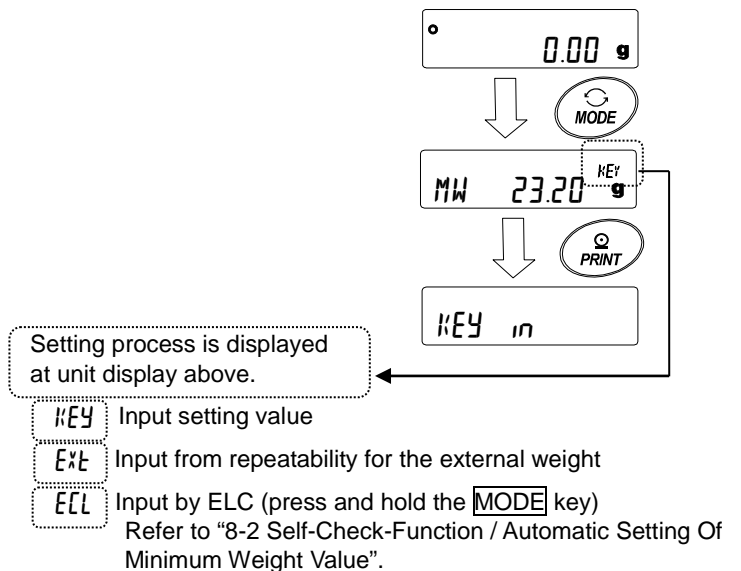 0.00 g
MODE
KEY
MW 23.20 g
PRINT
KEY in
Setting process is displayed
at unit display above.
KEY Input setting value
EXt Input from repeatability for the external weight
ECL Input by ELC (press and hold the MODE key)
Refer to “8-2 Self-Check-Function / Automatic Setting Of
Minimum Weight Value”.